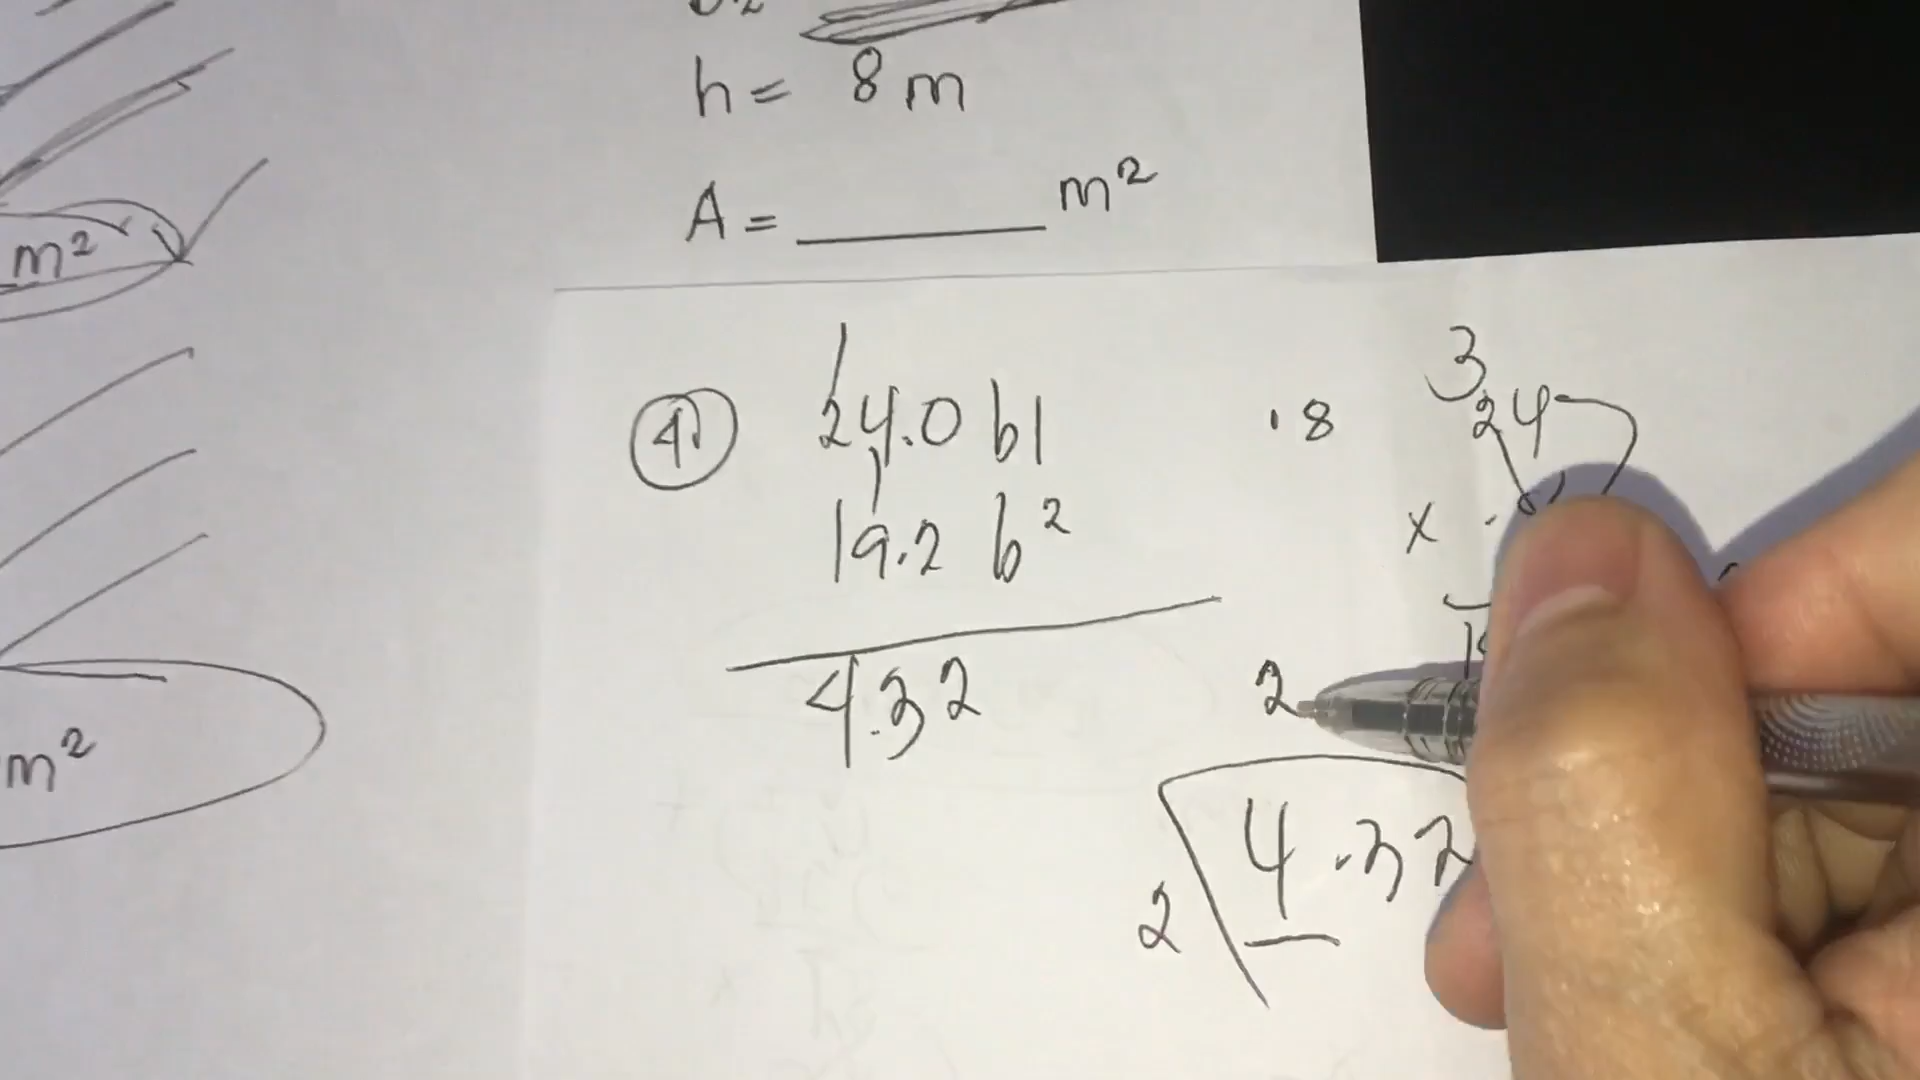 h = 8 m
A = ________ m²
m²
④ 24.0 b1
19.2 b²
4.32
m²
.8
3
24
x .
2
2 4.32